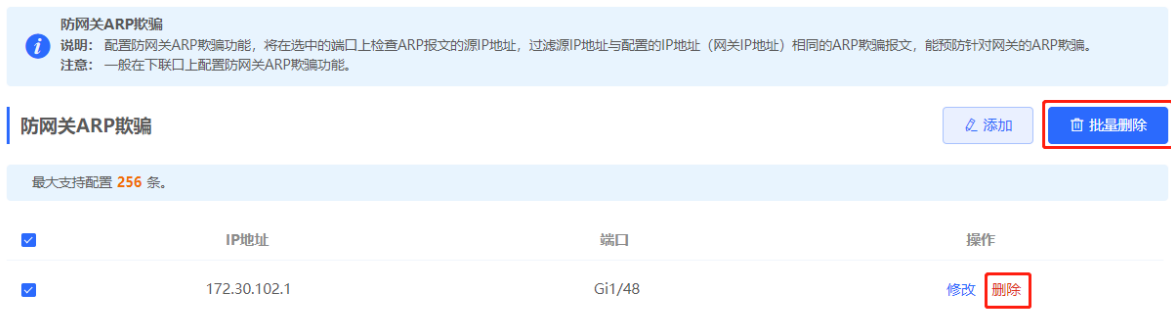 防网关ARP欺骗
说明： 配置防网关ARP欺骗功能，将在选中的端口上检查ARP报文的源IP地址，过滤源IP地址与配置的IP地址（网关IP地址）相同的ARP欺骗报文，能预防针对网关的ARP欺骗。
注意： 一般在下联口上配置防网关ARP欺骗功能。
防网关ARP欺骗 添加 批量删除
最大支持配置 256 条。
IP地址 端口 操作
172.30.102.1 Gi1/48 修改 删除